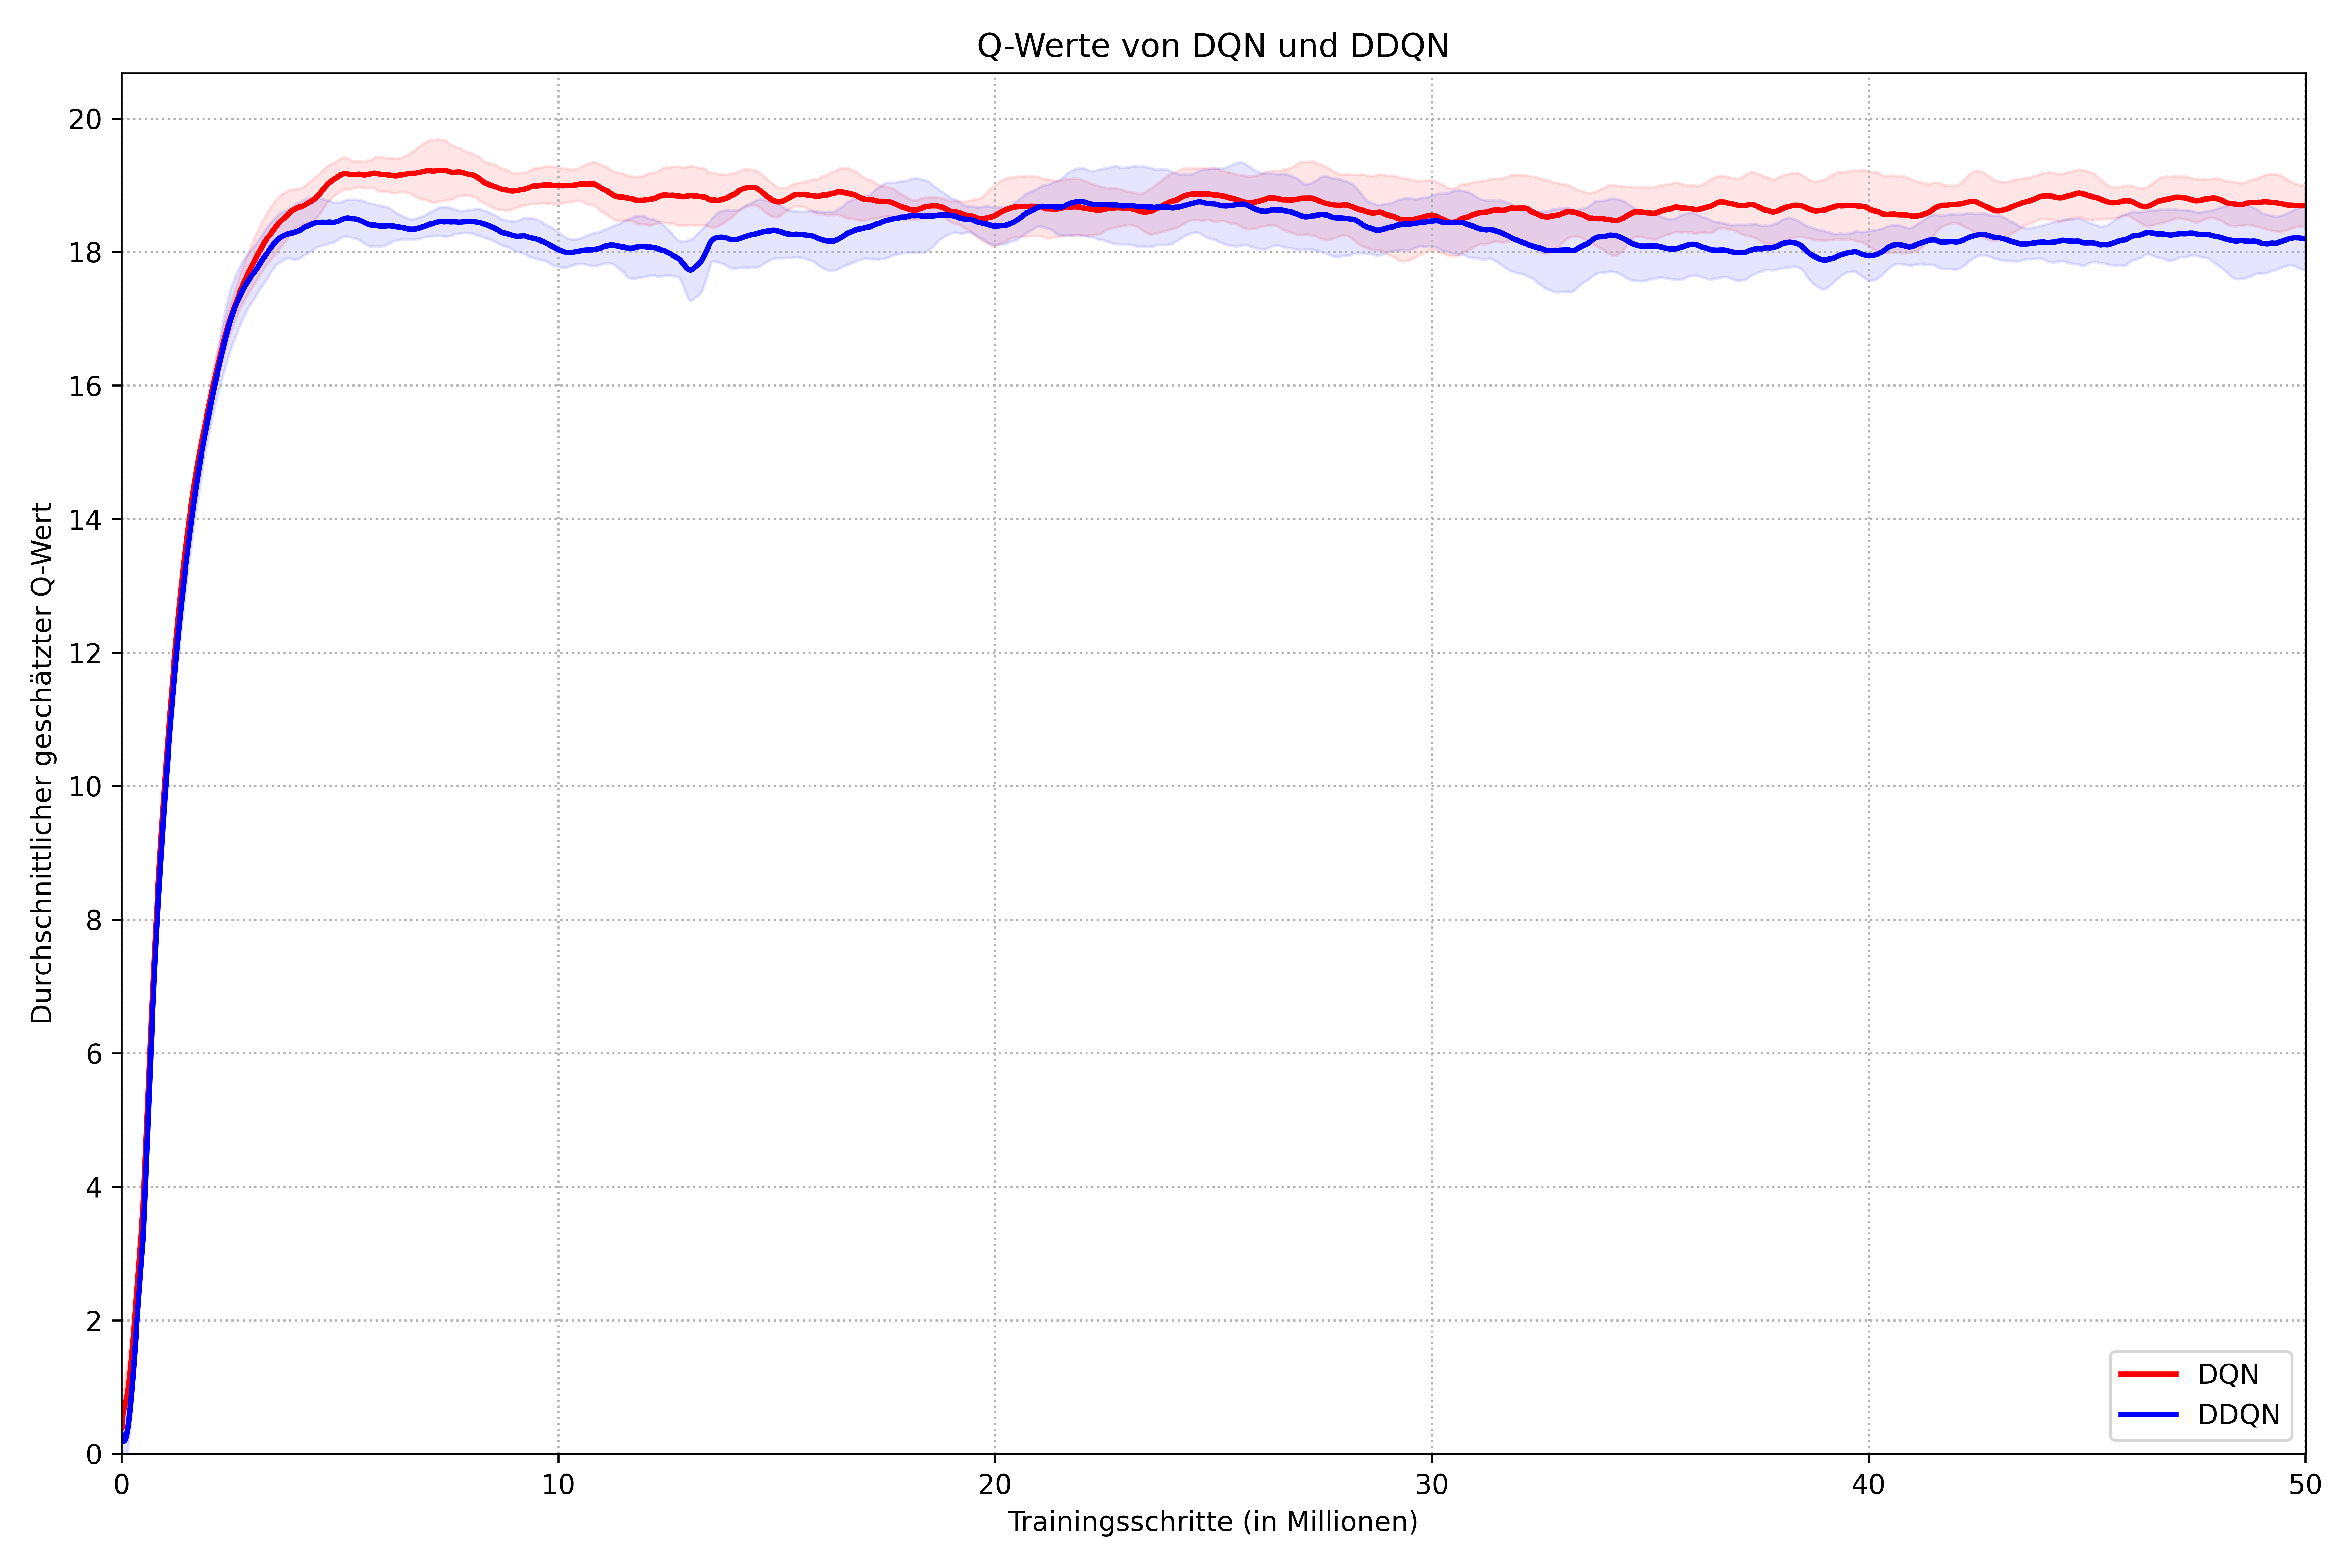 Q-Werte von DQN und DDQN
Durchschnittlicher geschätzter Q-Wert
20
18
16
14
12
10
8
6
4
2
0
0 10 20 30 40 50
Trainingsschritte (in Millionen)
DQN
DDQN